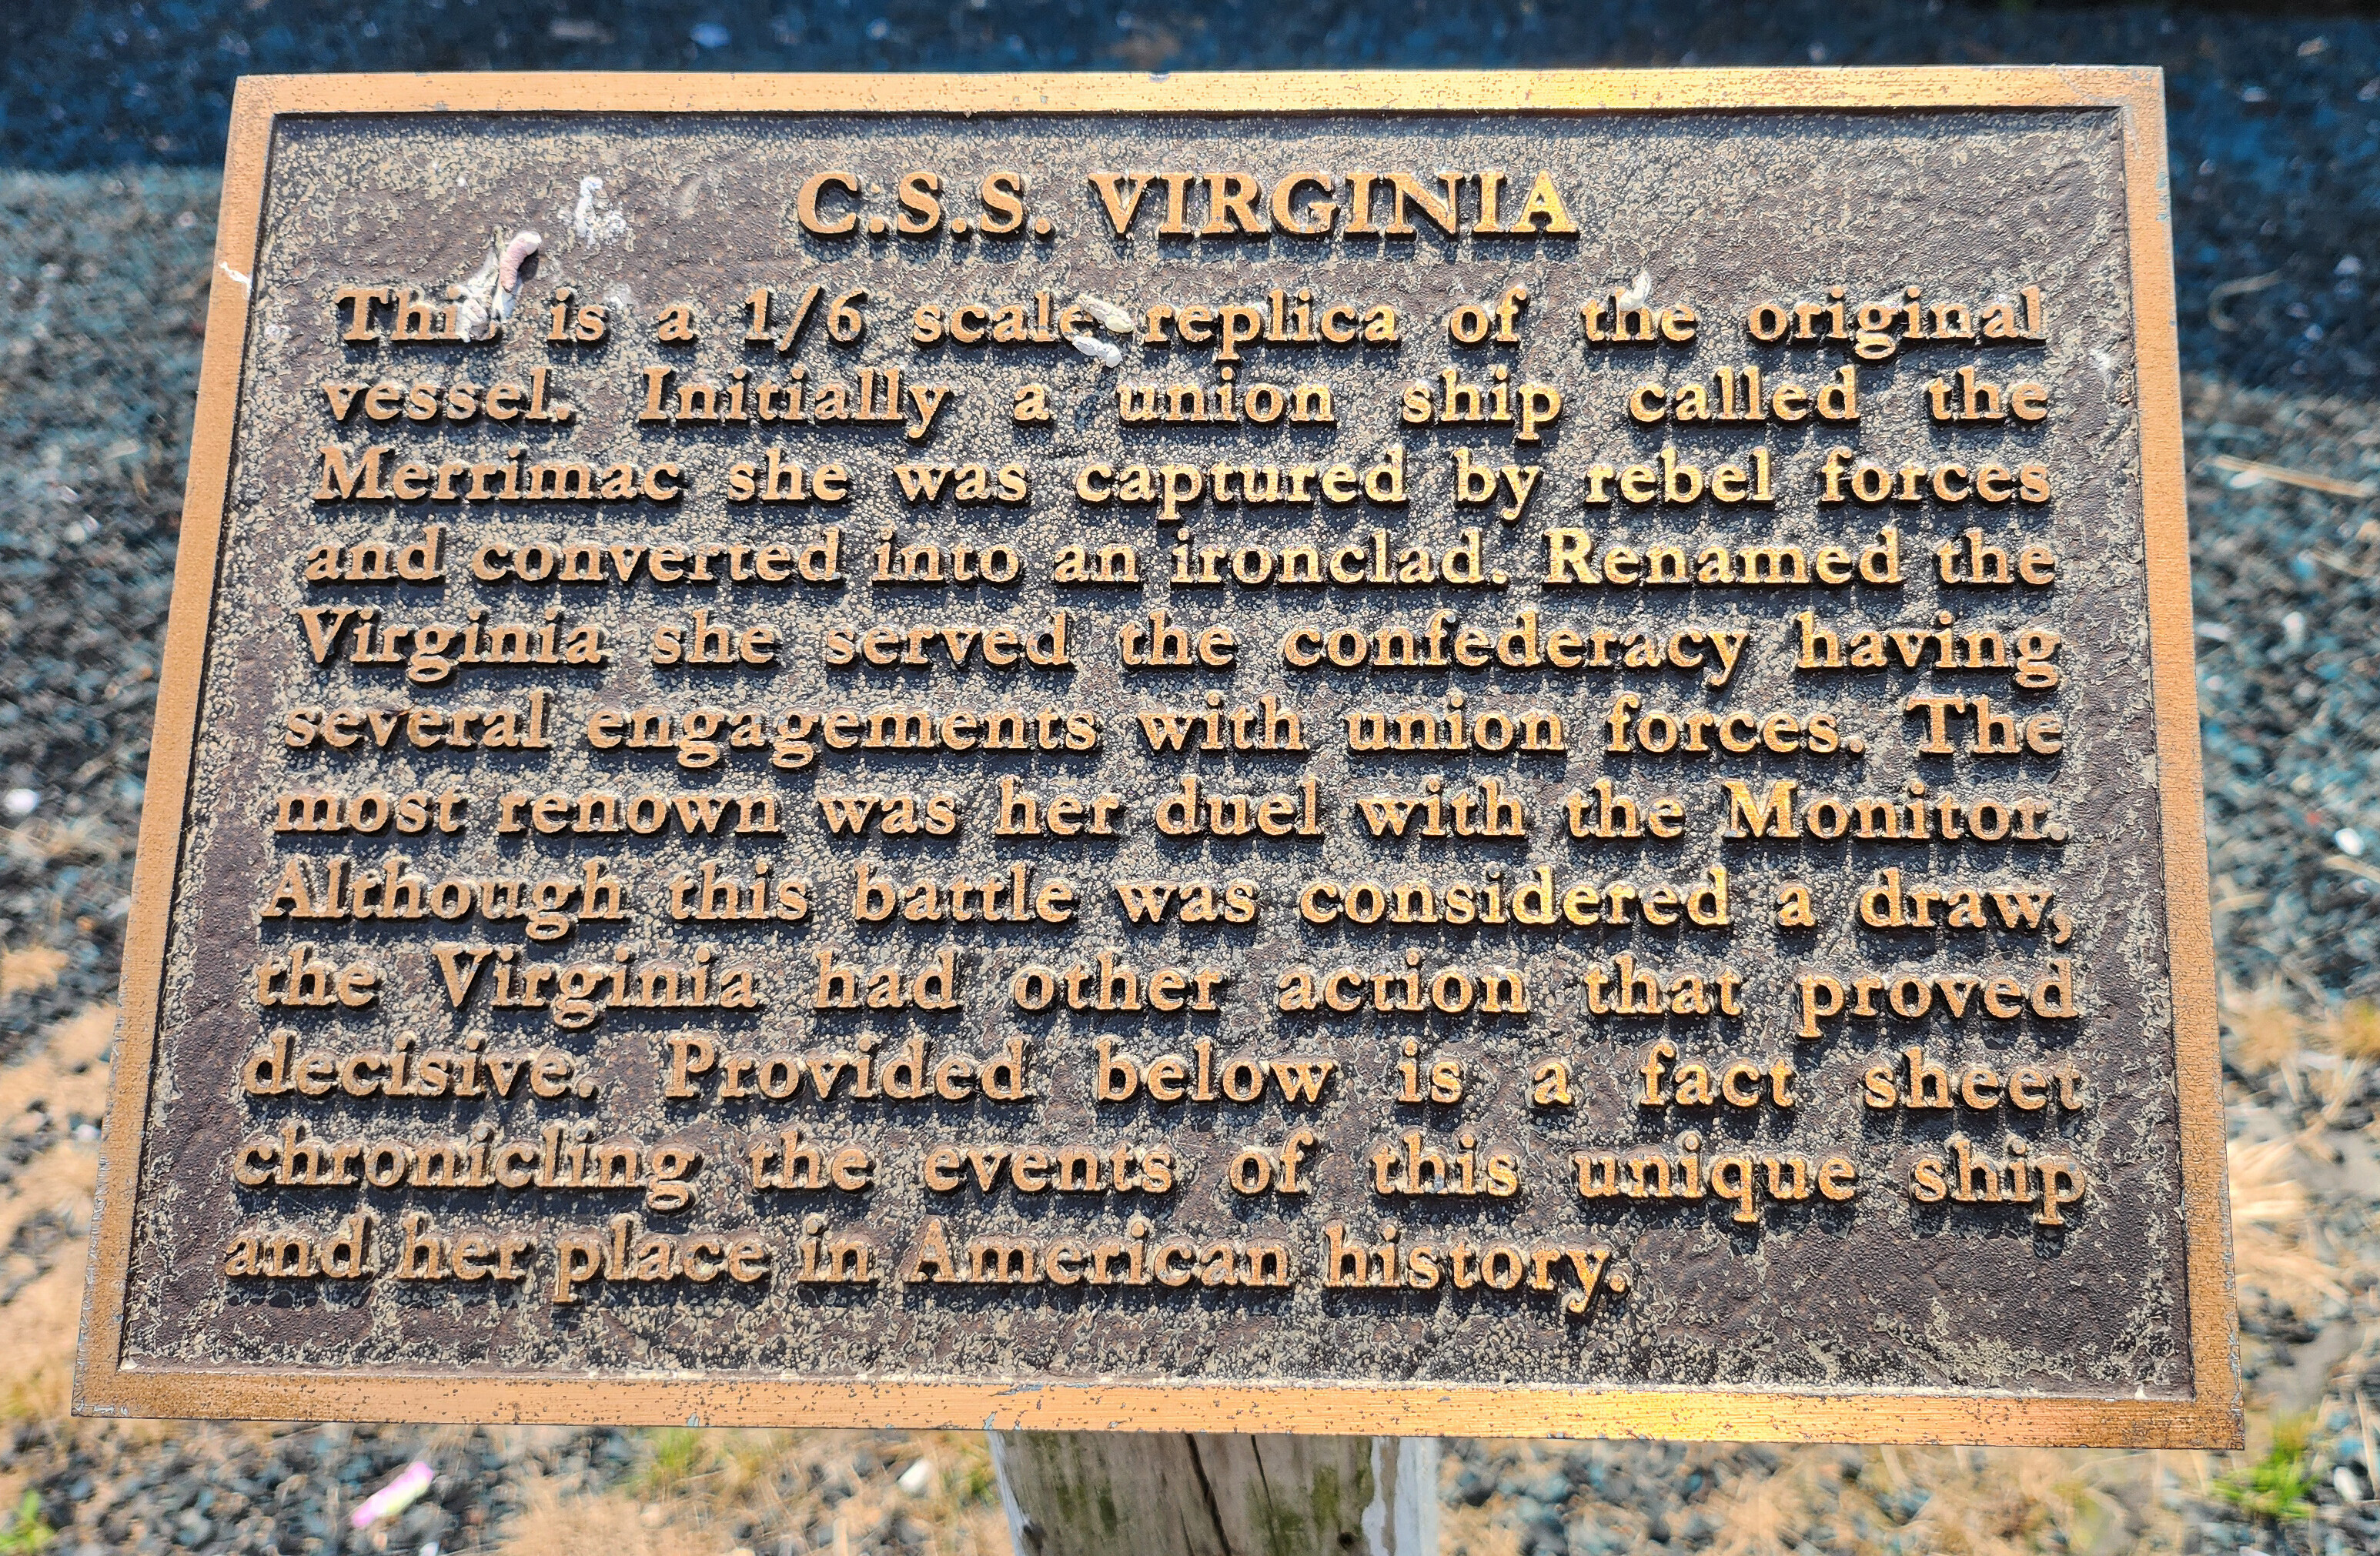 C.S.S. VIRGINIA
This is a 1/6 scale replica of the original
vessel. Initially a union ship called the
Merrimac she was captured by rebel forces
and converted into an ironclad. Renamed the
Virginia she served the confederacy having
several engagements with union forces. The
most renown was her duel with the Monitor.
Although this battle was considered a draw,
the Virginia had other action that proved
decisive. Provided below is a fact sheet
chronicling the events of this unique ship
and her place in American history.